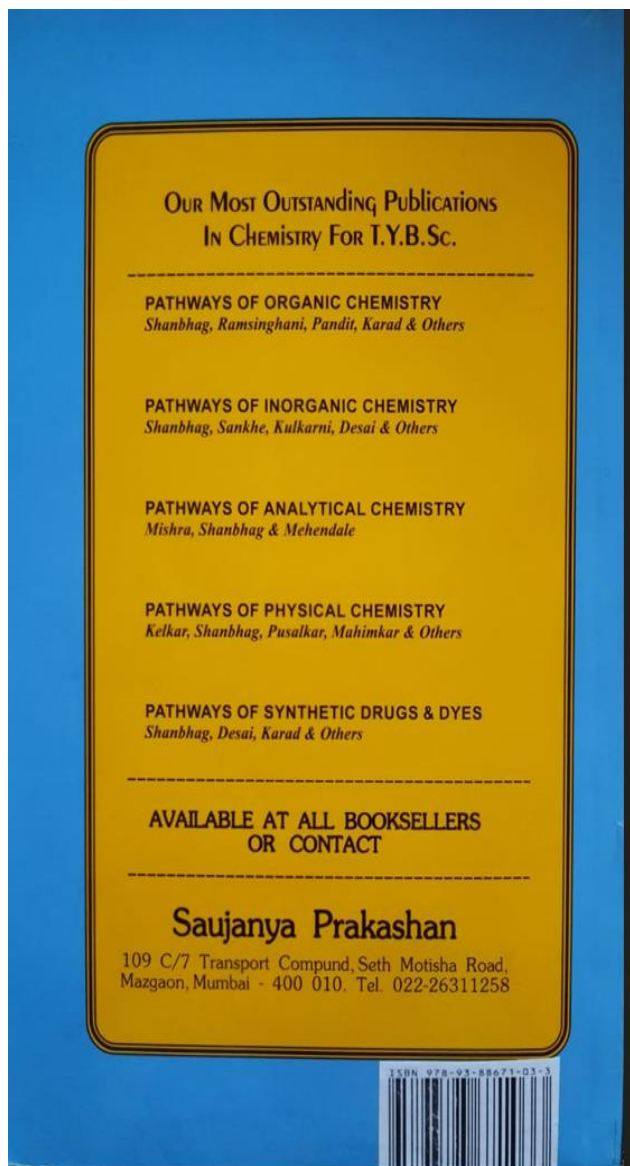 Our Most Outstanding Publications
In Chemistry For T.Y.B.Sc.
PATHWAYS OF ORGANIC CHEMISTRY
Shanbhag, Ramsinghani, Pandit, Karad & Others
PATHWAYS OF INORGANIC CHEMISTRY
Shanbhag, Sankhe, Kulkarni, Desai & Others
PATHWAYS OF ANALYTICAL CHEMISTRY
Mishra, Shanbhag & Mehendale
PATHWAYS OF PHYSICAL CHEMISTRY
Kelkar, Shanbhag, Pusalkar, Mahimkar & Others
PATHWAYS OF SYNTHETIC DRUGS & DYES
Shanbhag, Desai, Karad & Others
AVAILABLE AT ALL BOOKSELLERS
OR CONTACT
Saujanya Prakashan
109 C/7 Transport Compund, Seth Motisha Road,
Mazgaon, Mumbai - 400 010. Tel. 022-26311258
ISBN 978-93-88671-03-3